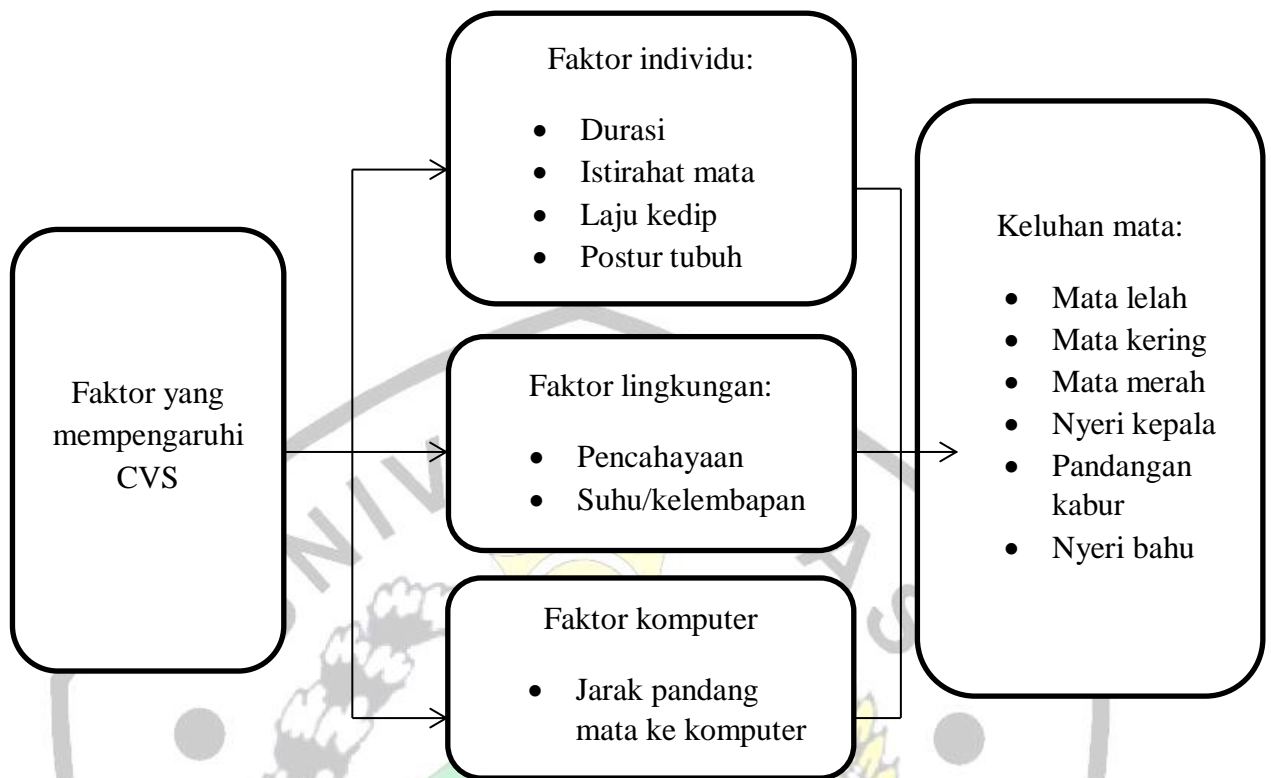 Faktor yang
mempengaruhi
CVS
Faktor individu:
• Durasi
• Istirahat mata
• Laju kedip
• Postur tubuh
Faktor lingkungan:
• Pencahayaan
• Suhu/kelembapan
Faktor komputer
• Jarak pandang
mata ke komputer
Keluhan mata:
• Mata lelah
• Mata kering
• Mata merah
• Nyeri kepala
• Pandangan
kabur
• Nyeri bahu